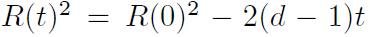 R(t)² = R(0)² − 2(d − 1)t